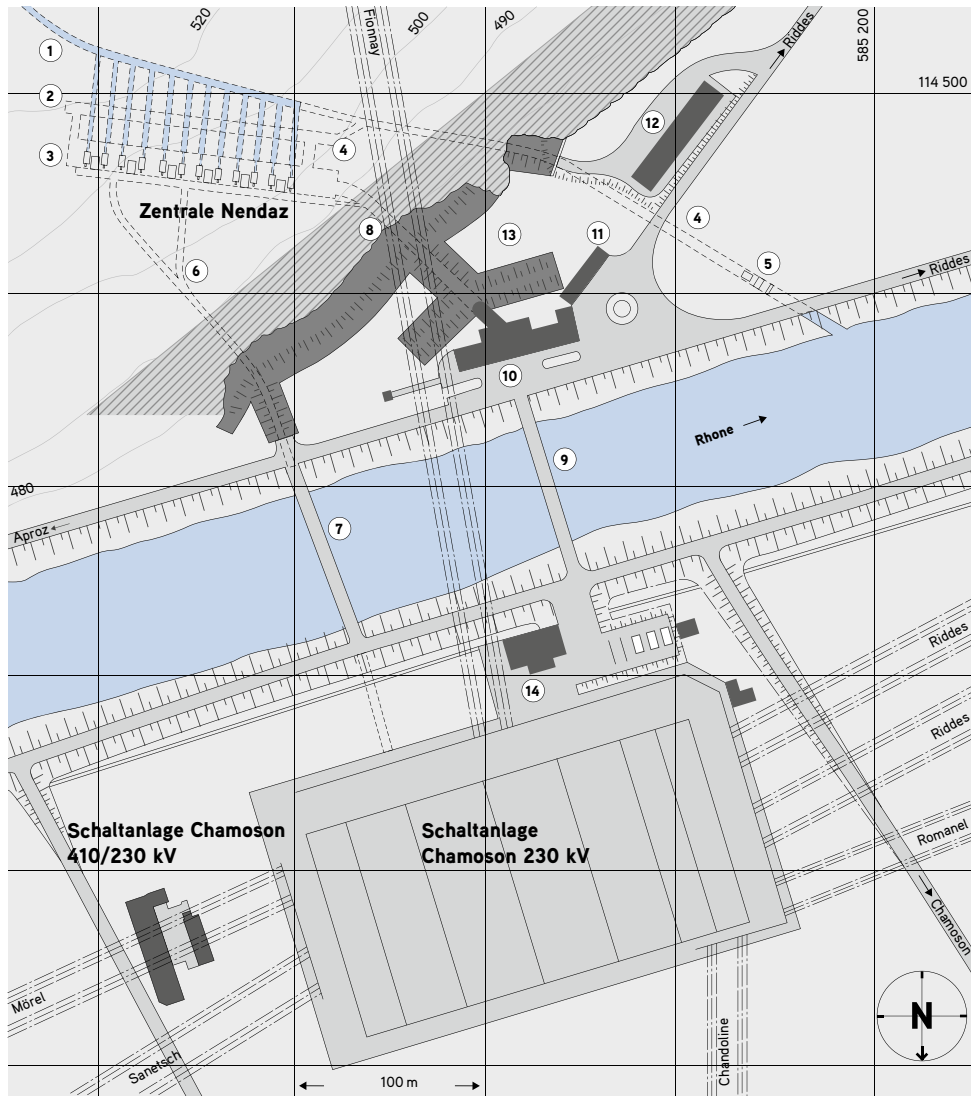 520
Fionnay
500
490
Riddes
585 200
1
114 500
2
12
3
4
Zentrale Nendaz
4
8
13
11
6
5
Riddes
10
Rhone
9
480
7
Aproz
Riddes
14
Riddes
Schaltanlage Chamoson
410/230 kV
Schaltanlage
Chamoson 230 kV
Romanel
Chamoson
Mörel
N
Sanetsch
Chandoline
100 m